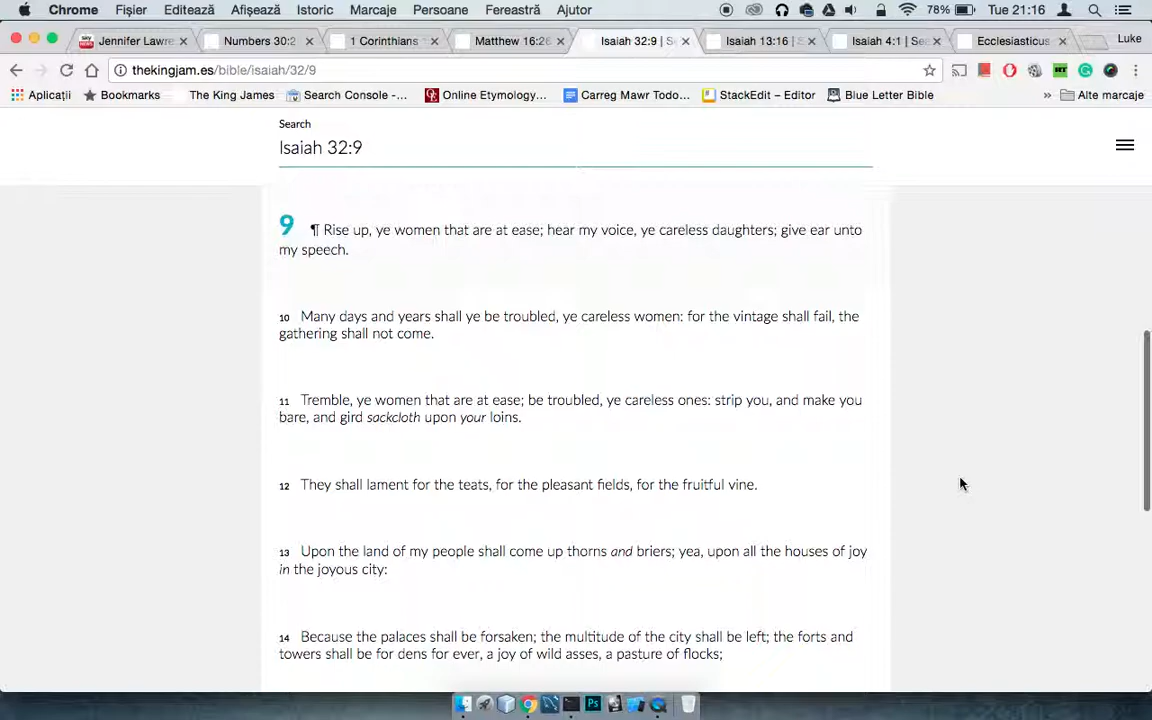 Chrome Fișier Editează Afișează Istoric Marcaje Persoane Fereastră Ajutor 78% Tue 21:16
Jennifer Lawre Numbers 30:2 1 Corinthians Matthew 16:26 Isaiah 32:9 | Se Isaiah 13:16 | S Isaiah 4:1 | Sea Ecclesiasticus Luke
thekingjam.es/bible/isaiah/32/9
Aplicații Bookmarks The King James Search Console -... Online Etymology... Carreg Mawr Todo... StackEdit – Editor Blue Letter Bible » Alte marcaje
Search
Isaiah 32:9
9 ¶ Rise up, ye women that are at ease; hear my voice, ye careless daughters; give ear unto
my speech.
10 Many days and years shall ye be troubled, ye careless women: for the vintage shall fail, the
gathering shall not come.
11 Tremble, ye women that are at ease; be troubled, ye careless ones: strip you, and make you
bare, and gird sackcloth upon your loins.
12 They shall lament for the teats, for the pleasant fields, for the fruitful vine.
13 Upon the land of my people shall come up thorns and briers; yea, upon all the houses of joy
in the joyous city:
14 Because the palaces shall be forsaken; the multitude of the city shall be left; the forts and
towers shall be for dens for ever, a joy of wild asses, a pasture of flocks;